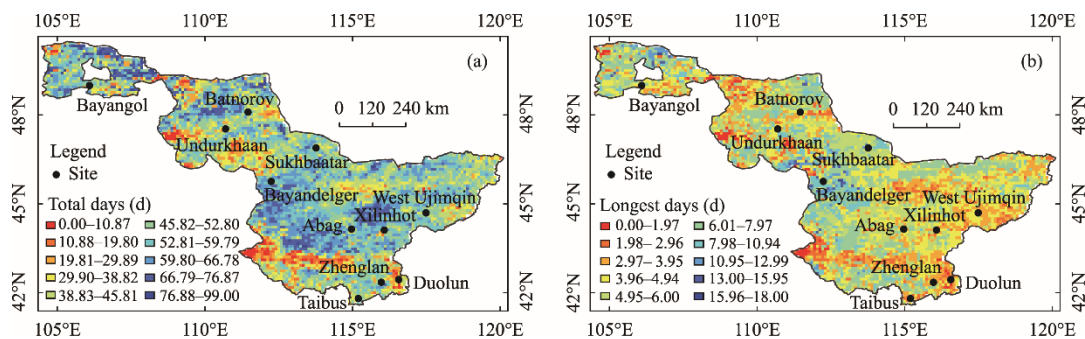 105°E 110°E 115°E 120°E
(a)
48°N
45°N
42°N
Bayangol
Batnorov
0 120 240 km
Undurkhaan
Sukhbaatar
Legend
Site
Bayandelger
West Ujimqin
Xilinhot
Abag
Total days (d)
0.00–10.87 45.82–52.80
10.88–19.80 52.81–59.79
19.81–29.89 59.80–66.78
29.90–38.82 66.79–76.87
38.83–45.81 76.88–99.00
Zhenglan
Duolun
Taibus
105°E 110°E 115°E 120°E
105°E 110°E 115°E 120°E
(b)
48°N
45°N
42°N
48°N
45°N
42°N
Bayangol
Batnorov
0 120 240 km
Undurkhaan
Sukhbaatar
Legend
Site
Bayandelger
West Ujimqin
Xilinhot
Abag
Longest days (d)
0.00–1.97 6.01–7.97
1.98– 2.96 7.98–10.94
2.97– 3.95 10.95–12.99
3.96–4.94 13.00–15.95
4.95–6.00 15.96–18.00
Zhenglan
Duolun
Taibus
105°E 110°E 115°E 120°E